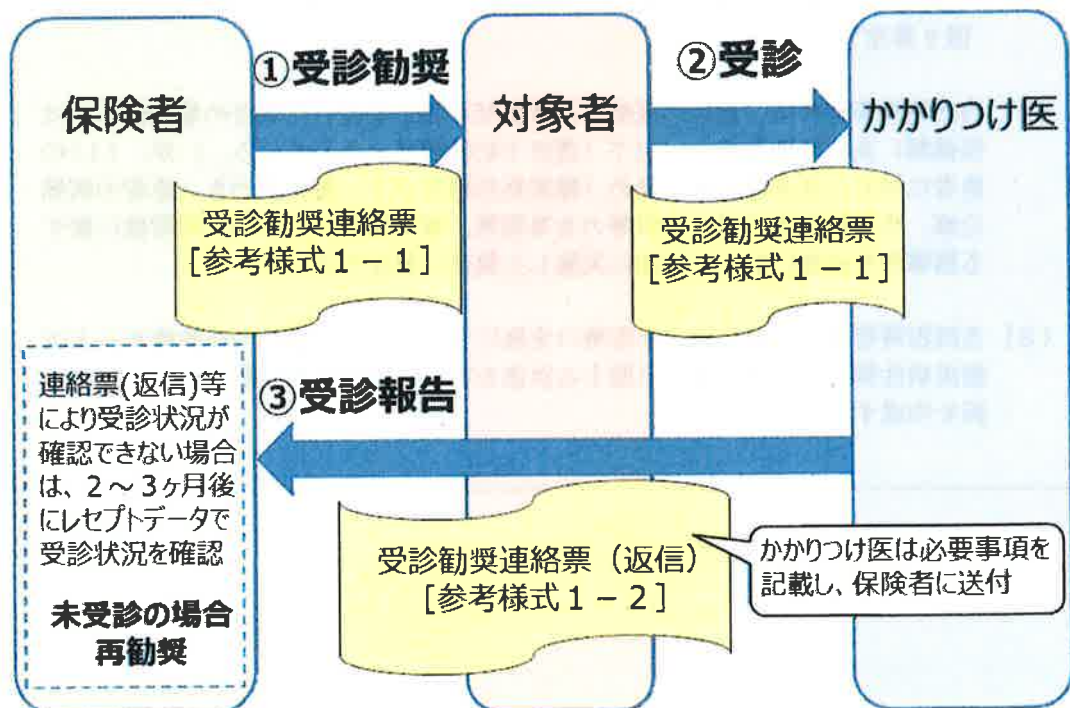 保険者
①受診勧奨
対象者
②受診
かかりつけ医
受診勧奨連絡票
[参考様式1-1]
受診勧奨連絡票
[参考様式1-1]
③受診報告
連絡票(返信)等
により受診状況が
確認できない場合
は、2~3ヶ月後
にレセプトデータで
受診状況を確認
未受診の場合
再勧奨
受診勧奨連絡票(返信)
[参考様式1-2]
かかりつけ医は必要事項を
記載し、保険者に送付